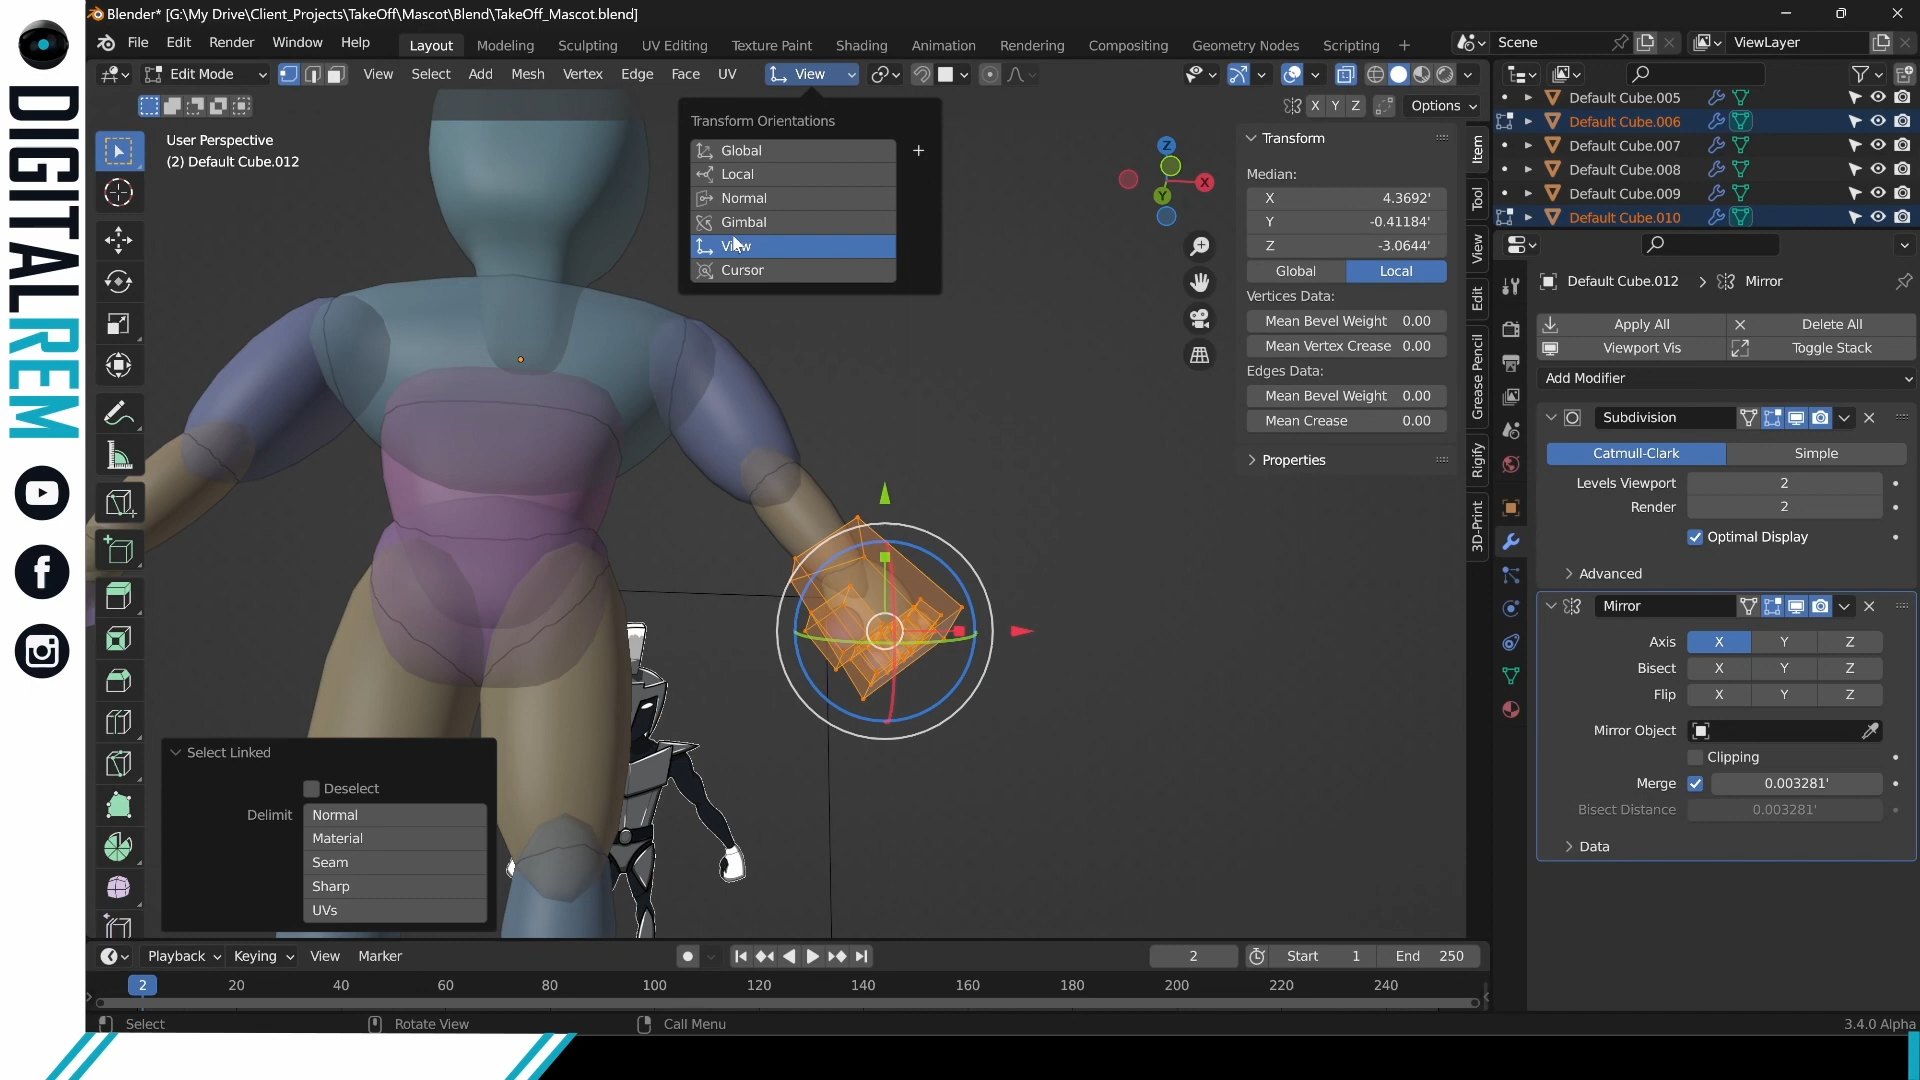 DIGITALREM
Blender* [G:\My Drive\Client_Projects\TakeOff\Mascot\Blend\TakeOff_Mascot.blend]
File Edit Render Window Help Layout Modeling Sculpting UV Editing Texture Paint Shading Animation Rendering Compositing Geometry Nodes Scripting + Scene ViewLayer
Edit Mode View Select Add Mesh Vertex Edge Face UV View
X Y Z Options
User Perspective
(2) Default Cube.012
Transform Orientations
Global +
Local
Normal
Gimbal
View
Cursor
Z
X
Y
Transform
Median:
X 4.3692'
Y -0.41184'
Z -3.0644'
Global Local
Vertices Data:
Mean Bevel Weight 0.00
Mean Vertex Crease 0.00
Edges Data:
Mean Bevel Weight 0.00
Mean Crease 0.00
Properties
Item
Tool
View
Edit
Grease Pencil
Rigify
3D-Print
Default Cube.005
Default Cube.006
Default Cube.007
Default Cube.008
Default Cube.009
Default Cube.010
Default Cube.012 > Mirror
Apply All Delete All
Viewport Vis Toggle Stack
Add Modifier
Subdivision
Catmull-Clark Simple
Levels Viewport 2
Render 2
Optimal Display
Advanced
Mirror
Axis X Y Z
Bisect X Y Z
Flip X Y Z
Mirror Object
Clipping
Merge 0.003281'
Bisect Distance 0.003281'
Data
Select Linked
Deselect
Delimit Normal
Material
Seam
Sharp
UVs
Playback Keying View Marker 2 Start 1 End 250
2 20 40 60 80 100 120 140 160 180 200 220 240
Select Rotate View Call Menu 3.4.0 Alpha